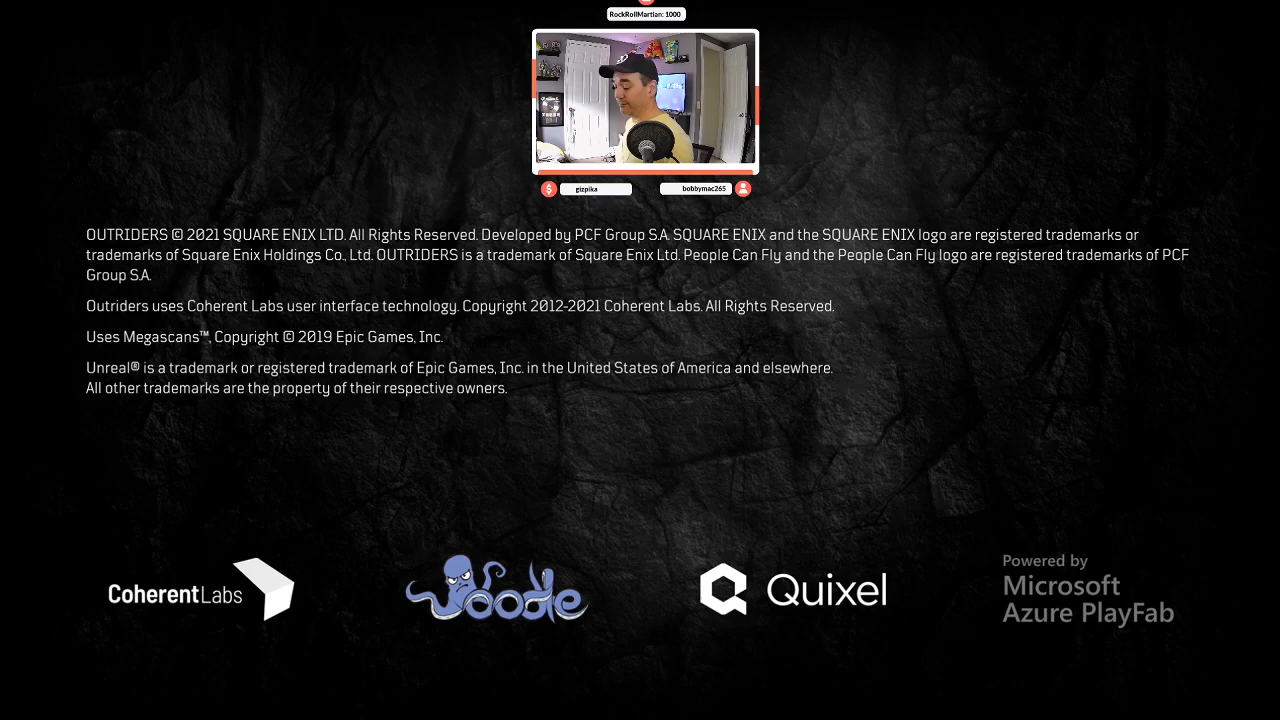 RockRollMartian: 1000
gizpika
bobbymac265
OUTRIDERS © 2021 SQUARE ENIX LTD. All Rights Reserved. Developed by PCF Group S.A. SQUARE ENIX and the SQUARE ENIX logo are registered trademarks or
trademarks of Square Enix Holdings Co., Ltd. OUTRIDERS is a trademark of Square Enix Ltd. People Can Fly and the People Can Fly logo are registered trademarks of PCF
Group S.A.
Outriders uses Coherent Labs user interface technology. Copyright 2012-2021 Coherent Labs. All Rights Reserved.
Uses Megascans™, Copyright © 2019 Epic Games, Inc.
Unreal® is a trademark or registered trademark of Epic Games, Inc. in the United States of America and elsewhere.
All other trademarks are the property of their respective owners.
CoherentLabs
oodle
Quixel
Powered by
Microsoft
Azure PlayFab